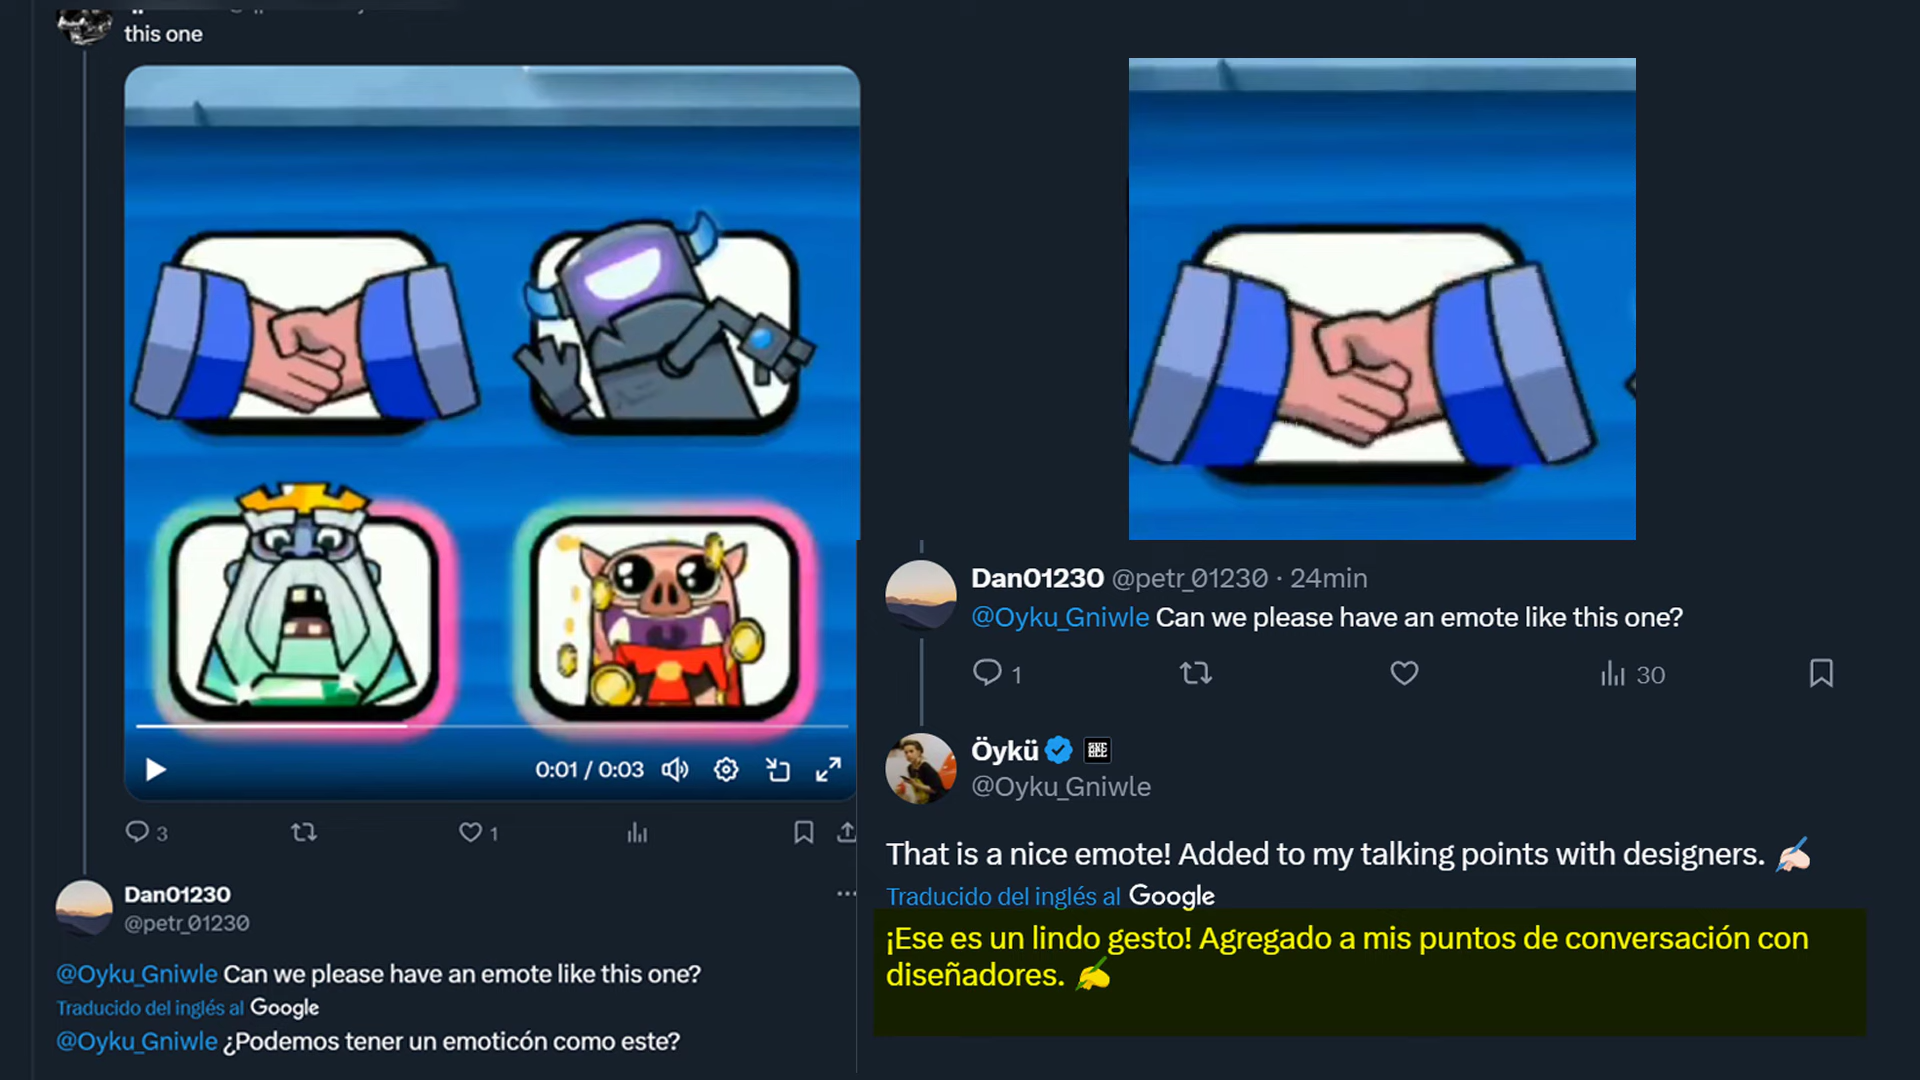 this one
0:01 / 0:03
3
1
Dan01230
@petr_01230
@Oyku_Gniwle Can we please have an emote like this one?
Traducido del inglés al Google
@Oyku_Gniwle ¿Podemos tener un emoticón como este?
Dan01230 @petr_01230 · 24min
@Oyku_Gniwle Can we please have an emote like this one?
1
30
Öykü
@Oyku_Gniwle
That is a nice emote! Added to my talking points with designers. ✍🏻
Traducido del inglés al Google
¡Ese es un lindo gesto! Agregado a mis puntos de conversación con
diseñadores. ✍